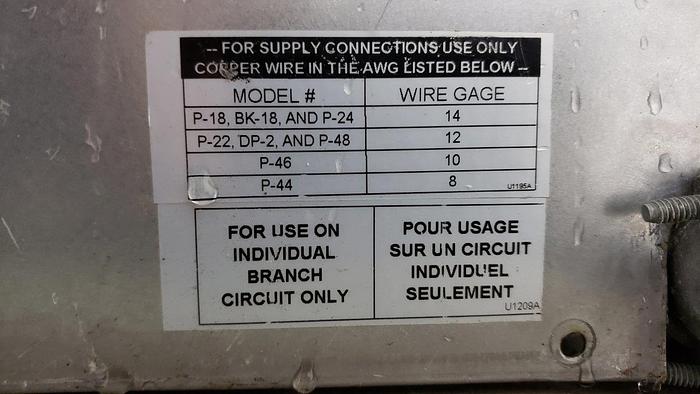 -- FOR SUPPLY CONNECTIONS USE ONLY
COPPER WIRE IN THE AWG LISTED BELOW --
MODEL # WIRE GAGE
P-18, BK-18, AND P-24 14
P-22, DP-2, AND P-48 12
P-46 10
P-44 8
U1195A
FOR USE ON
INDIVIDUAL
BRANCH
CIRCUIT ONLY
POUR USAGE
SUR UN CIRCUIT
INDIVIDUEL
SEULEMENT
U1209A